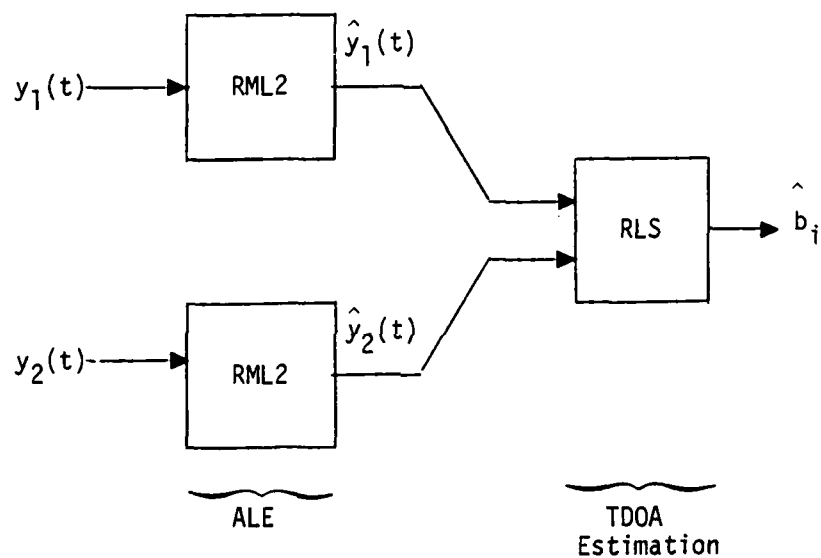 y₁(t)
RML2
ŷ₁(t)
RLS
b̂ᵢ
y₂(t)
RML2
ŷ₂(t)
ALE
TDOA
Estimation